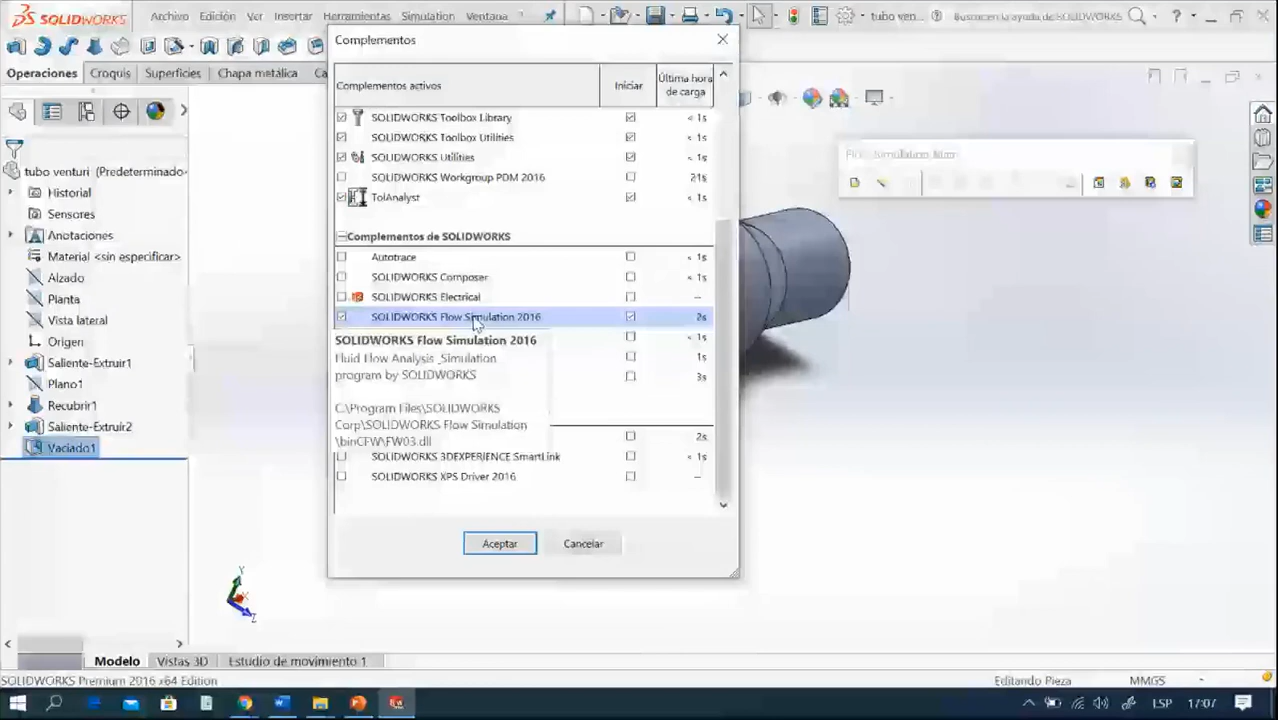 SOLIDWORKS
Archivo Edición Ver Insertar Herramientas Simulation Ventana
tubo ven...
Buscar en la ayuda de SOLIDWORKS
Operaciones Croquis Superficies Chapa metálica Ca
tubo venturi (Predeterminado
Historial
Sensores
Anotaciones
Material <sin especificar>
Alzado
Planta
Vista lateral
Origen
Saliente-Extruir1
Plano1
Recubrir1
Saliente-Extruir2
Vaciado1
Complementos
Complementos activos Iniciar Última hora de carga
SOLIDWORKS Toolbox Library < 1s
SOLIDWORKS Toolbox Utilities < 1s
SOLIDWORKS Utilities < 1s
SOLIDWORKS Workgroup PDM 2016 21s
TolAnalyst < 1s
Complementos de SOLIDWORKS
Autotrace < 1s
SOLIDWORKS Composer < 1s
SOLIDWORKS Electrical --
SOLIDWORKS Flow Simulation 2016 2s
< 1s
1s
3s
SOLIDWORKS Flow Simulation 2016
Fluid Flow Analysis _Simulation
program by SOLIDWORKS
C:\Program Files\SOLIDWORKS
Corp\SOLIDWORKS Flow Simulation
\binCFW\FW03.dll
2s
SOLIDWORKS 3DEXPERIENCE SmartLink < 1s
SOLIDWORKS XPS Driver 2016 --
Aceptar Cancelar
Y
X
Z
Modelo Vistas 3D Estudio de movimiento 1
SOLIDWORKS Premium 2016 x64 Edition Editando Pieza MMGS
LSP 17:07